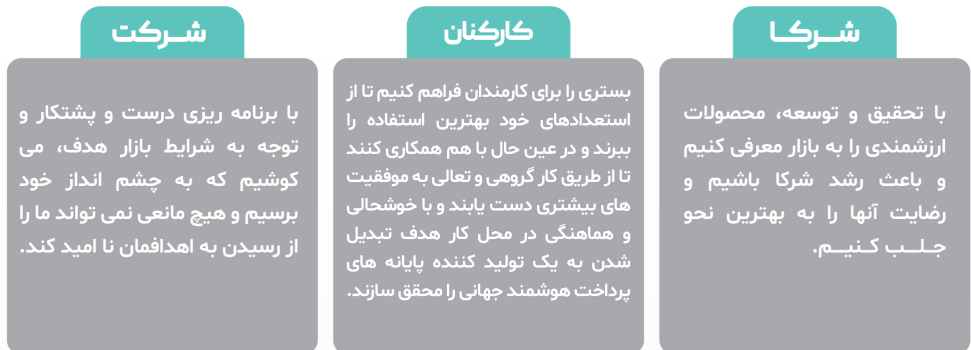 شــرکــا
با تحقیق و توسعه، محصولات
ارزشمندی را به بازار معرفی کنیم
و باعث رشد شرکا باشیم و
رضایت آنها را به بهترین نحو
جــلــب کــنـیــم.
کارکنان
بستری را برای کارمندان فراهم کنیم تا از
استعدادهای خود بهترین استفاده را
ببرند و در عین حال با هم همکاری کنند
تا از طریق کار گروهی و تعالی به موفقیت
های بیشتری دست یابند و با خوشحالی
و هماهنگی در محل کار هدف تبدیل
شدن به یک تولید کننده پایانه های
پرداخت هوشمند جهانی را محقق سازند.
شــرکت
با برنامه ریزی درست و پشتکار و
توجه به شرایط بازار هدف، می
کوشیم که به چشم انداز خود
برسیم و هیچ مانعی نمی تواند ما را
از رسیدن به اهدافمان نا امید کند.